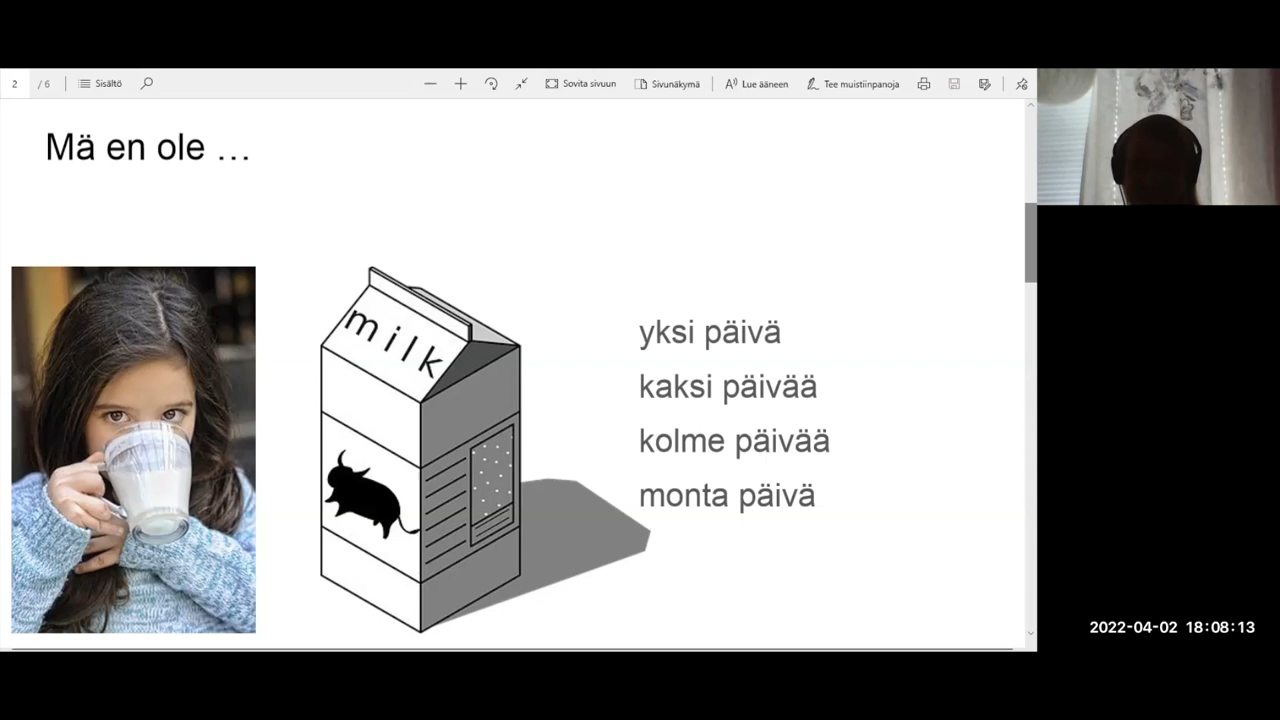 2 / 6 Sisältö Sovita sivuun Sivunäkymä Lue ääneen Tee muistiinpanoja
Mä en ole ...
milk
yksi päivä
kaksi päivää
kolme päivää
monta päivä
2022-04-02 18:08:13